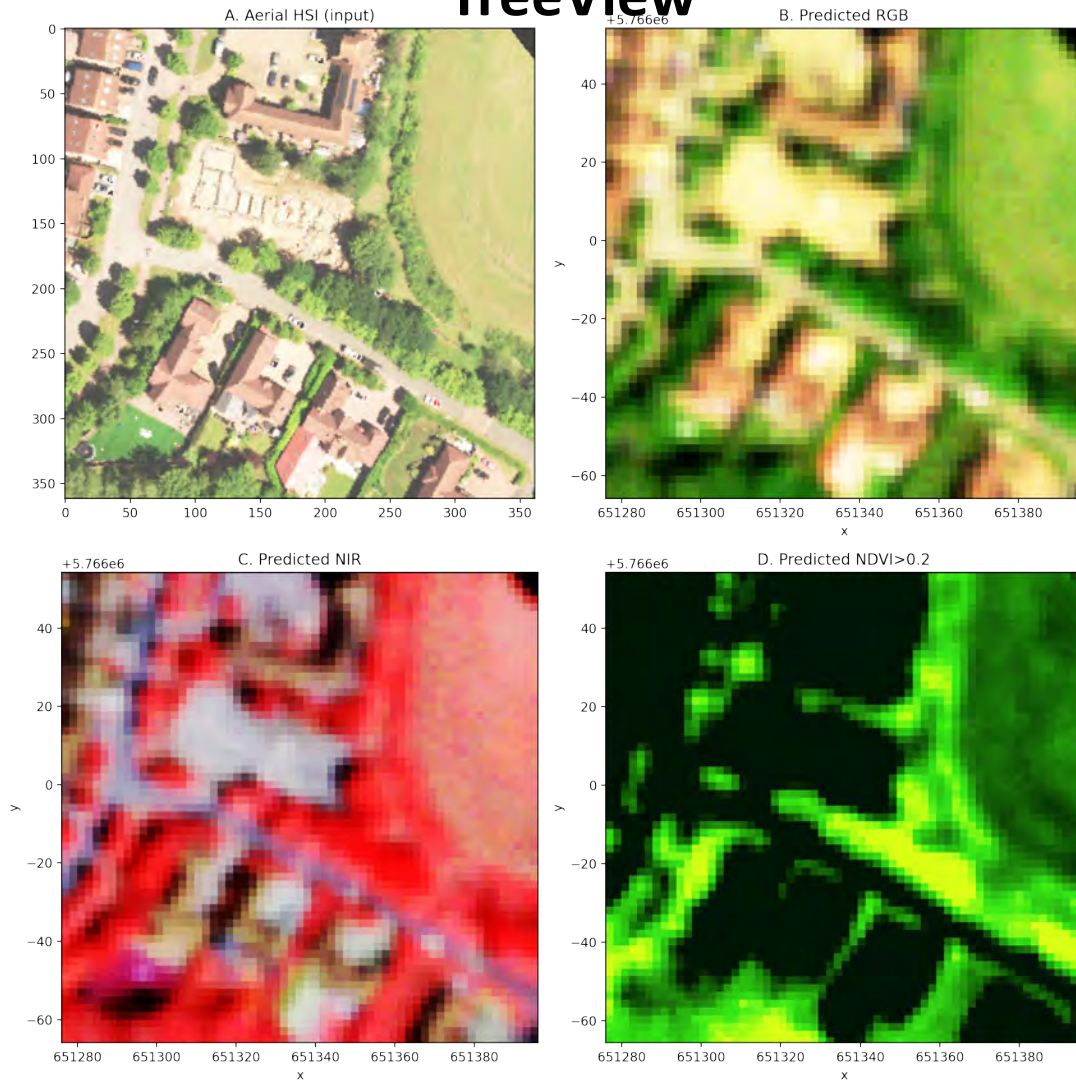 TreeView
A. Aerial HSI (input)
0
50
100
150
200
250
300
350
0 50 100 150 200 250 300 350
B. Predicted RGB
+5.766e6
40
20
0
−20
−40
−60
y
651280 651300 651320 651340 651360 651380
x
C. Predicted NIR
+5.766e6
40
20
0
−20
−40
−60
y
651280 651300 651320 651340 651360 651380
x
D. Predicted NDVI>0.2
+5.766e6
40
20
0
−20
−40
−60
y
651280 651300 651320 651340 651360 651380
x